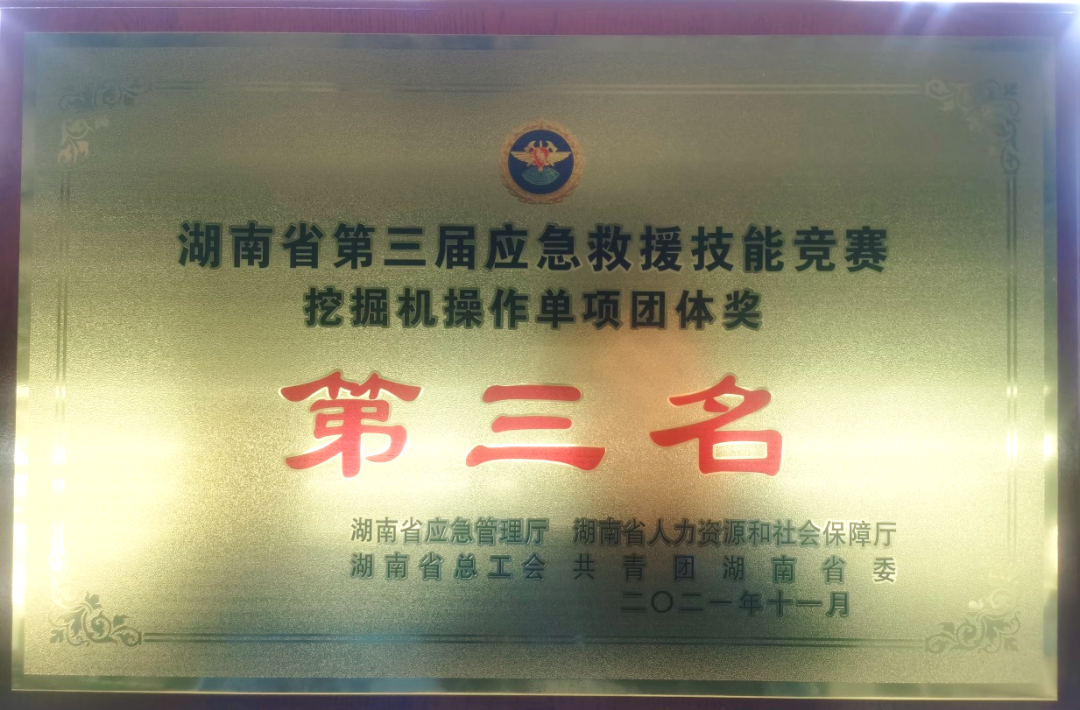 湖南省第三届应急救援技能竞赛
挖掘机操作单项团体奖
第三名
湖南省应急管理厅 湖南省人力资源和社会保障厅
湖南省总工会 共青团湖南省委
二〇二一年十一月